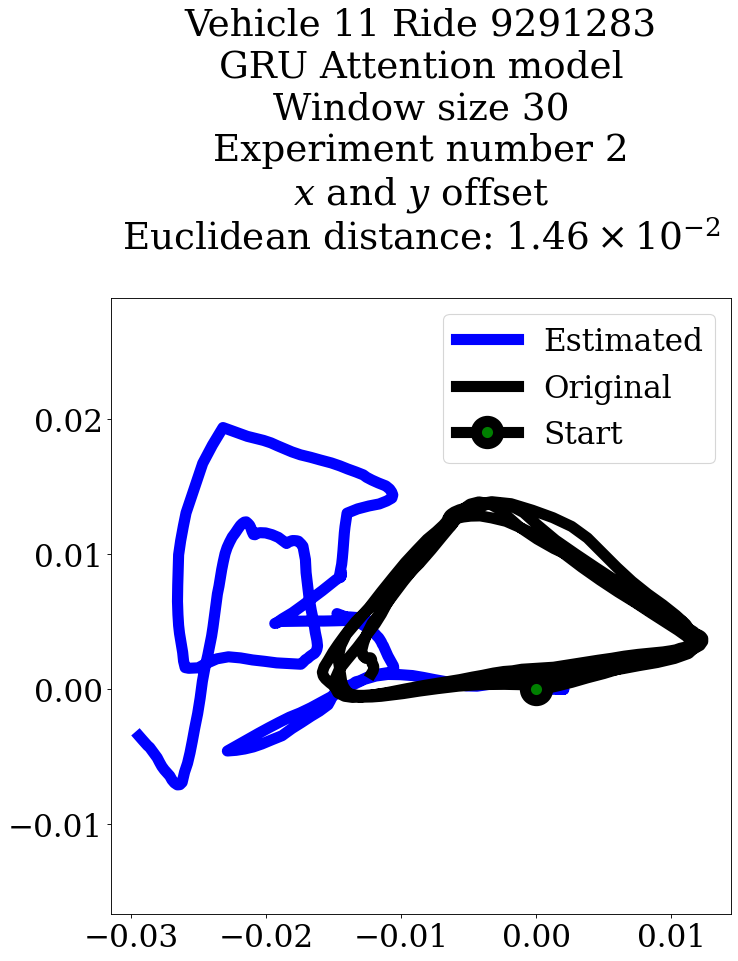 Vehicle 11 Ride 9291283
GRU Attention model
Window size 30
Experiment number 2
x and y offset
Euclidean distance: 1.46 × 10⁻²
Estimated
Original
Start
0.02
0.01
0.00
−0.01
−0.03 −0.02 −0.01 0.00 0.01